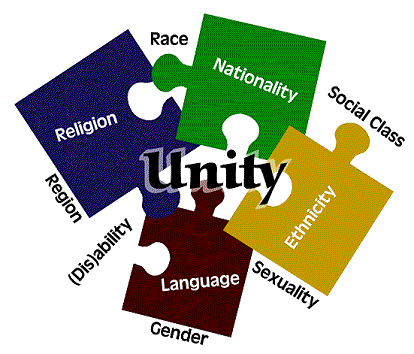 Race
Nationality
Social Class
Religion
Unity
Region
Ethnicity
(Dis)ability
Language
Sexuality
Gender